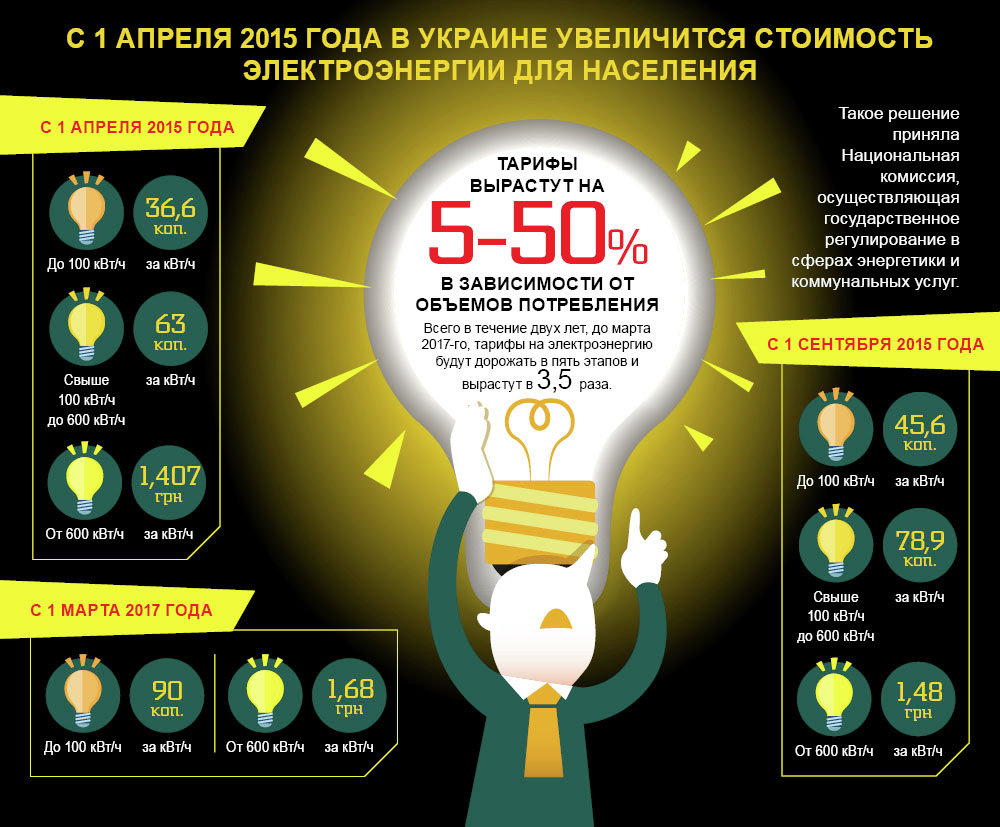 С 1 АПРЕЛЯ 2015 ГОДА В УКРАИНЕ УВЕЛИЧИТСЯ СТОИМОСТЬ
ЭЛЕКТРОЭНЕРГИИ ДЛЯ НАСЕЛЕНИЯ
С 1 АПРЕЛЯ 2015 ГОДА
36,6
коп.
До 100 кВт/ч
за кВт/ч
63
коп.
Свыше
100 кВт/ч
до 600 кВт/ч
за кВт/ч
1,407
грн
От 600 кВт/ч
за кВт/ч
ТАРИФЫ
ВЫРАСТУТ НА
5–50%
В ЗАВИСИМОСТИ ОТ
ОБЪЕМОВ ПОТРЕБЛЕНИЯ
Всего в течение двух лет, до марта
2017-го, тарифы на электроэнергию
будут дорожать в пять этапов и
вырастут в 3,5 раза.
Такое решение
приняла
Национальная
комиссия,
осуществляющая
государственное
регулирование в
сферах энергетики и
коммунальных услуг.
С 1 СЕНТЯБРЯ 2015 ГОДА
45,6
коп.
До 100 кВт/ч
за кВт/ч
78,9
коп.
Свыше
100 кВт/ч
до 600 кВт/ч
за кВт/ч
1,48
грн
От 600 кВт/ч
за кВт/ч
С 1 МАРТА 2017 ГОДА
90
коп.
До 100 кВт/ч
за кВт/ч
1,68
грн
От 600 кВт/ч
за кВт/ч